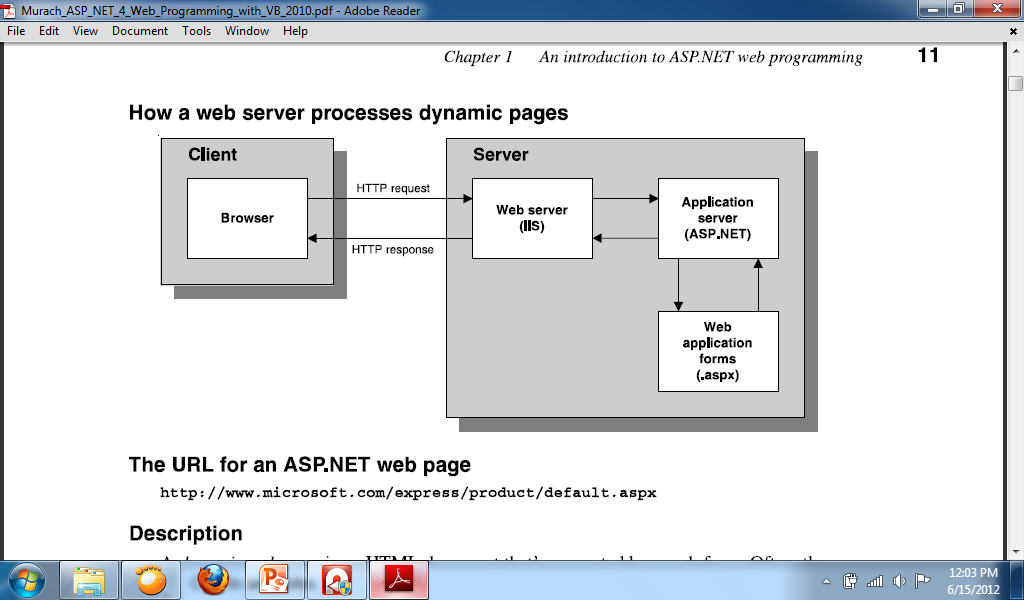 Murach_ASP_NET_4_Web_Programming_with_VB_2010.pdf - Adobe Reader
File Edit View Document Tools Window Help
Chapter 1 An introduction to ASP.NET web programming 11
How a web server processes dynamic pages
Client
Server
Browser
HTTP request
HTTP response
Web server
(IIS)
Application
server
(ASP.NET)
Web
application
forms
(.aspx)
The URL for an ASP.NET web page
http://www.microsoft.com/express/product/default.aspx
Description
12:03 PM
6/15/2012